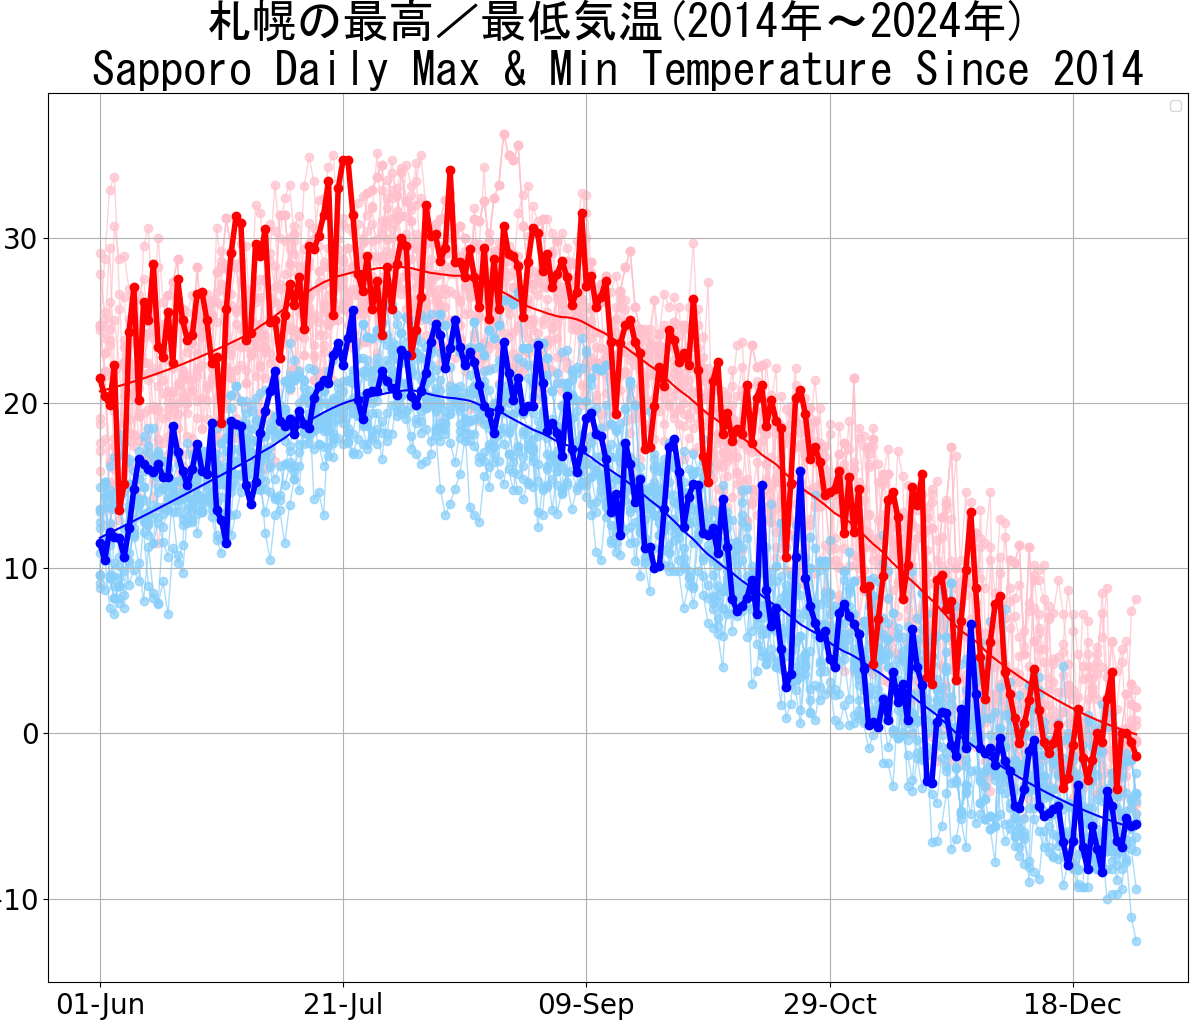 札幌の最高／最低気温(2014年～2024年)
Sapporo Daily Max & Min Temperature Since 2014
30
20
10
0
-10
01-Jun 21-Jul 09-Sep 29-Oct 18-Dec